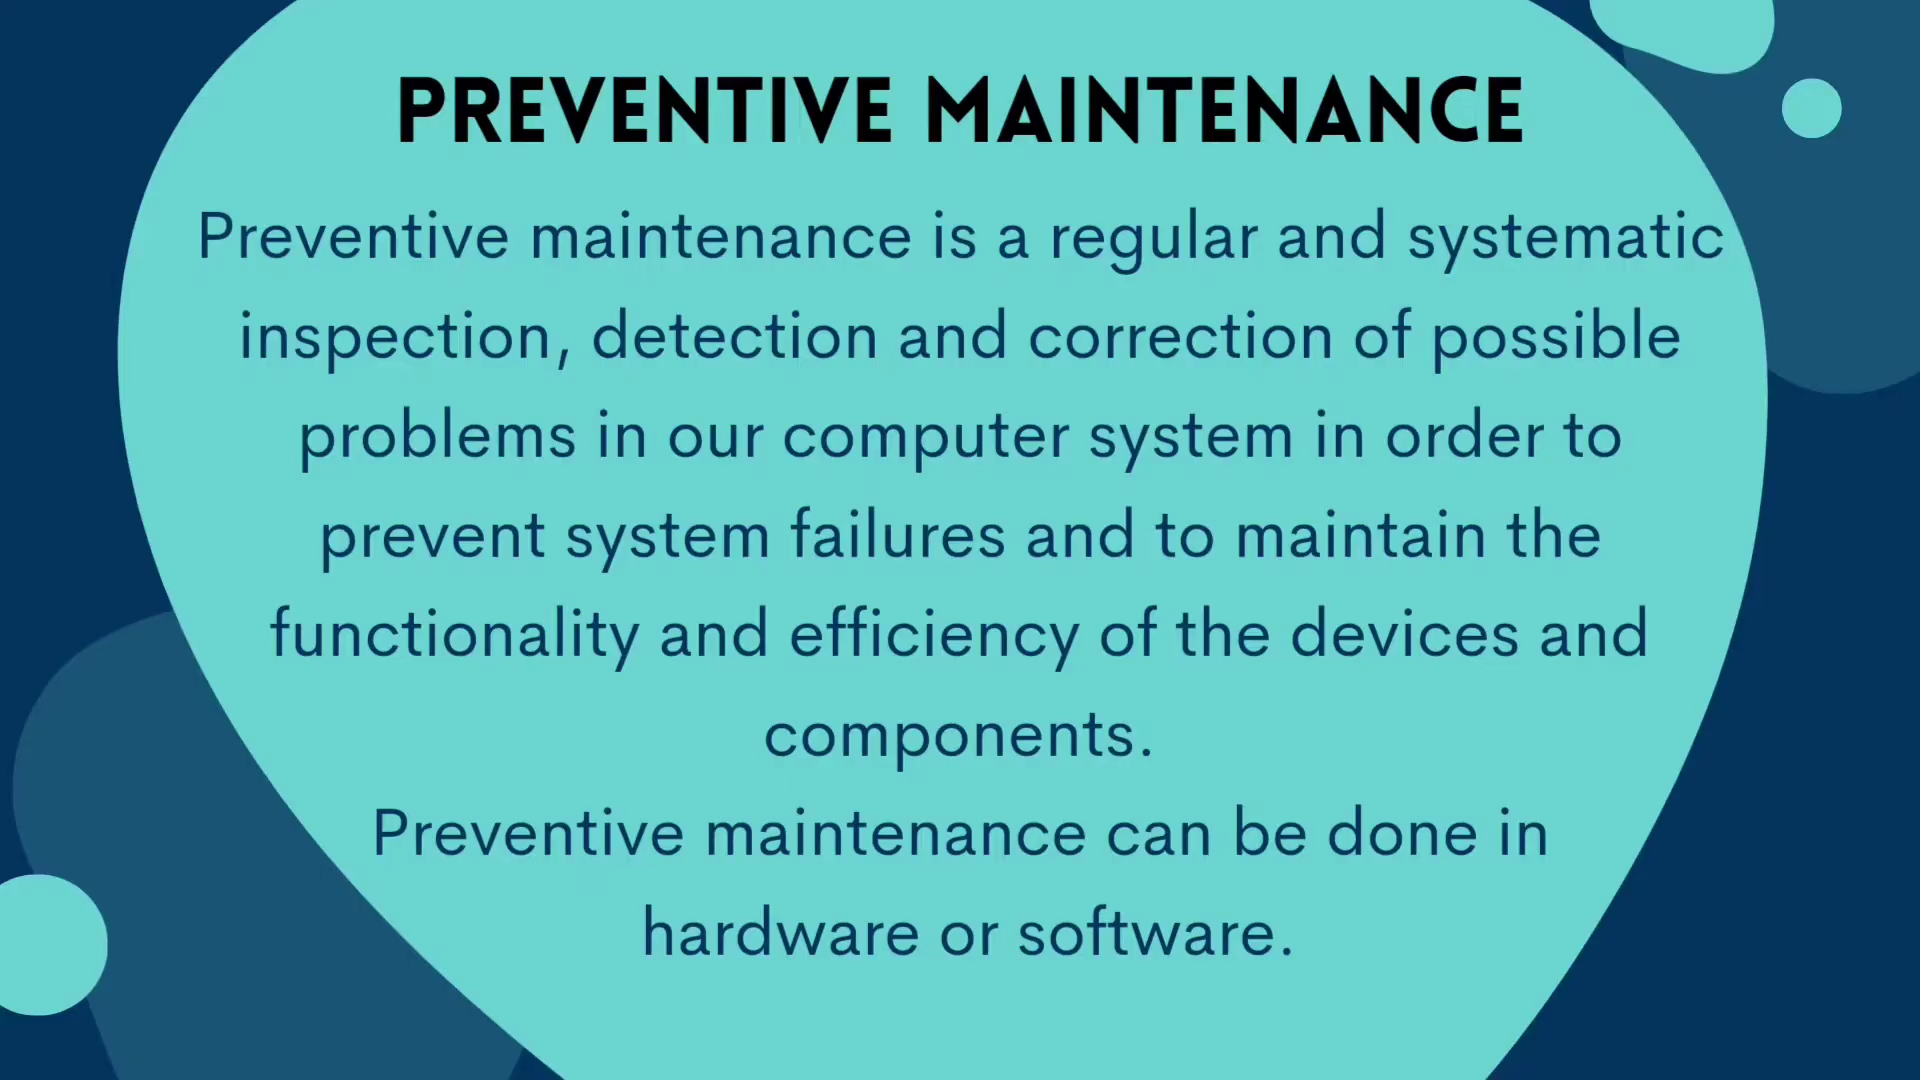 PREVENTIVE MAINTENANCE
Preventive maintenance is a regular and systematic
inspection, detection and correction of possible
problems in our computer system in order to
prevent system failures and to maintain the
functionality and efficiency of the devices and
components.
Preventive maintenance can be done in
hardware or software.